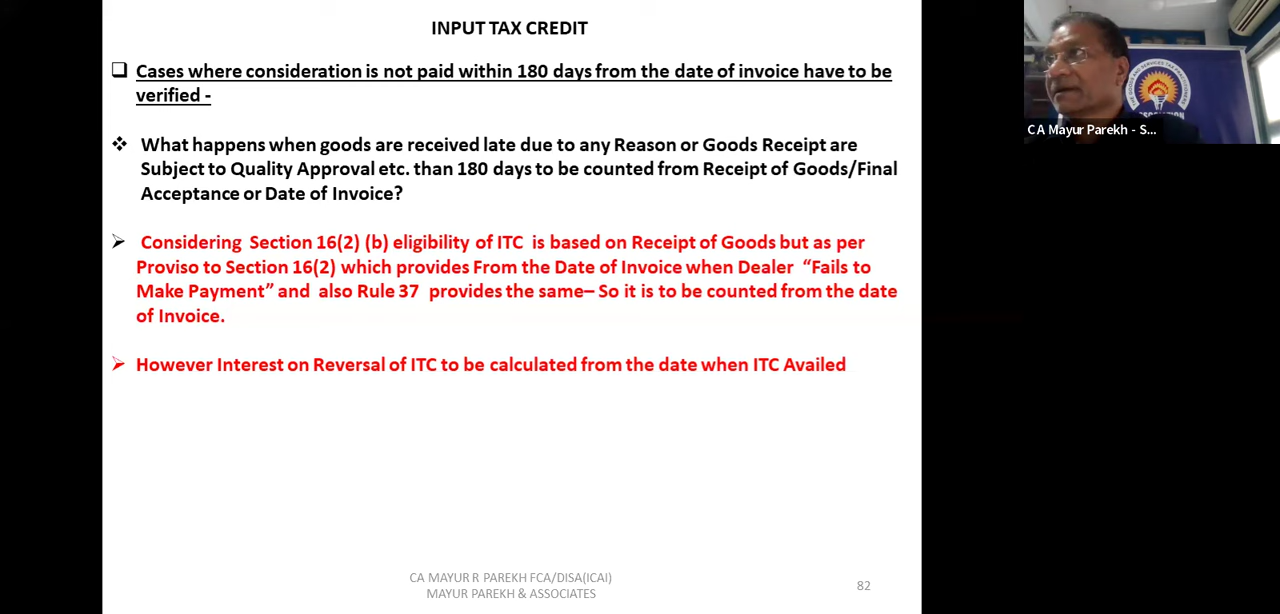 INPUT TAX CREDIT
Cases where consideration is not paid within 180 days from the date of invoice have to be
verified -
What happens when goods are received late due to any Reason or Goods Receipt are
Subject to Quality Approval etc. than 180 days to be counted from Receipt of Goods/Final
Acceptance or Date of Invoice?
Considering Section 16(2) (b) eligibility of ITC is based on Receipt of Goods but as per
Proviso to Section 16(2) which provides From the Date of Invoice when Dealer “Fails to
Make Payment” and also Rule 37 provides the same– So it is to be counted from the date
of Invoice.
However Interest on Reversal of ITC to be calculated from the date when ITC Availed
CA MAYUR R PAREKH FCA/DISA(ICAI)
MAYUR PAREKH & ASSOCIATES
82
THE GOODS AND SERVICES TAX PRACTITIONERS
C A Mayur Parekh - S...